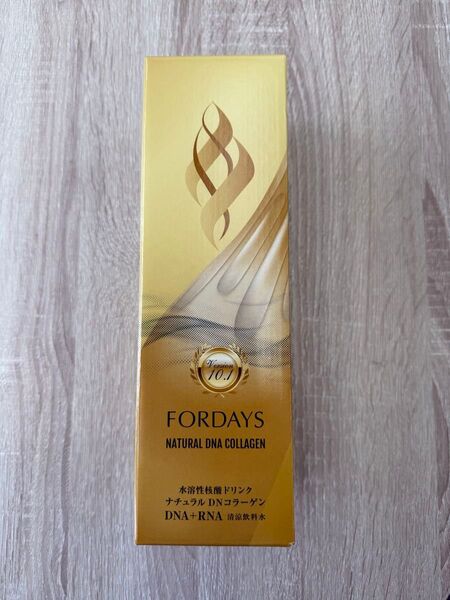 Version
10.1
FORDAYS
NATURAL DNA COLLAGEN
水溶性核酸ドリンク
ナチュラル DNコラーゲン
DNA+RNA 清涼飲料水